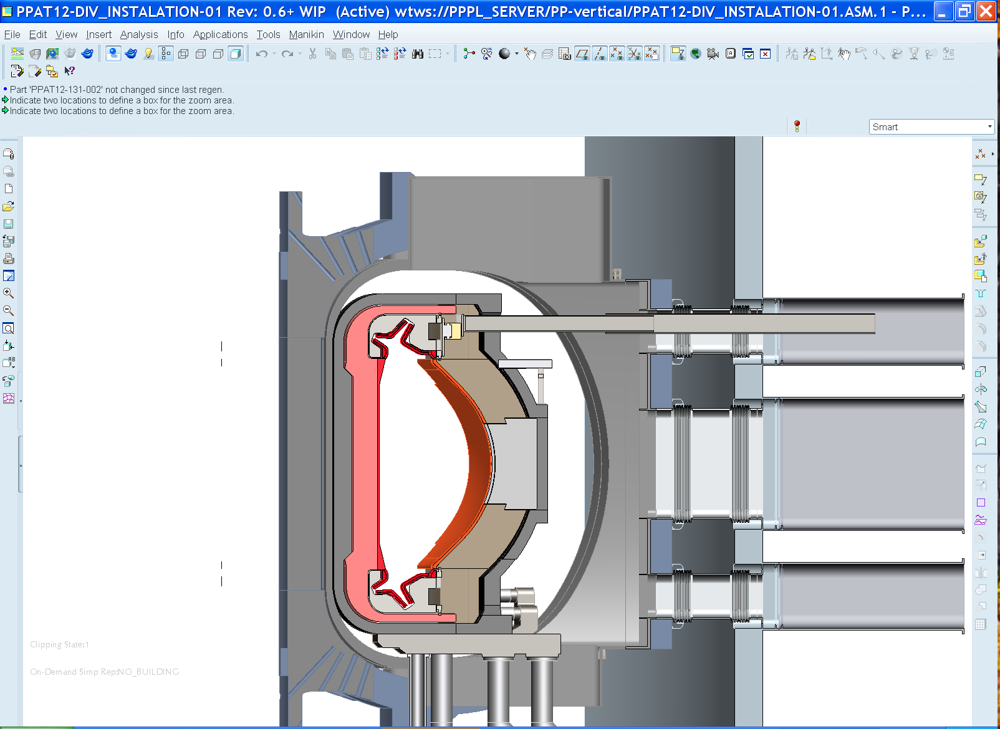 PPAT12-DIV_INSTALATION-01 Rev: 0.6+ WIP (Active) wtws://PPPL_SERVER/PP-vertical/PPAT12-DIV_INSTALATION-01.ASM.1 - P...
File Edit View Insert Analysis Info Applications Tools Manikin Window Help
Part 'PPAT12-131-002' not changed since last regen.
Indicate two locations to define a box for the zoom area.
Indicate two locations to define a box for the zoom area.
Smart
AB
Clipping State:1
On-Demand Simp Rep:NO_BUILDING